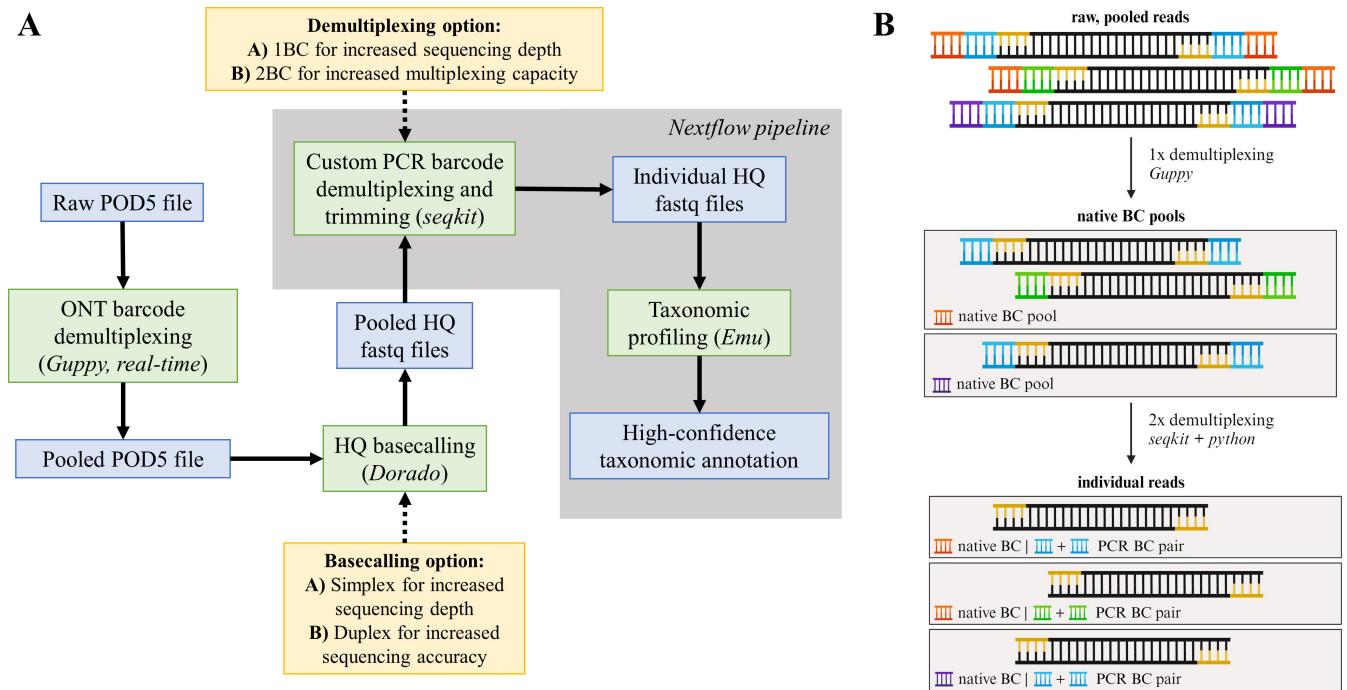 A
Demultiplexing option:
A) 1BC for increased sequencing depth
B) 2BC for increased multiplexing capacity
Nextflow pipeline
Custom PCR barcode
demultiplexing and
trimming (seqkit)
Individual HQ
fastq files
Raw POD5 file
ONT barcode
demultiplexing
(Guppy, real-time)
Pooled HQ
fastq files
Taxonomic
profiling (Emu)
Pooled POD5 file
HQ basecalling
(Dorado)
High-confidence
taxonomic annotation
Basecalling option:
A) Simplex for increased
sequencing depth
B) Duplex for increased
sequencing accuracy
B
raw, pooled reads
1x demultiplexing
Guppy
native BC pools
native BC pool
native BC pool
2x demultiplexing
seqkit + python
individual reads
native BC | + PCR BC pair
native BC | + PCR BC pair
native BC | + PCR BC pair